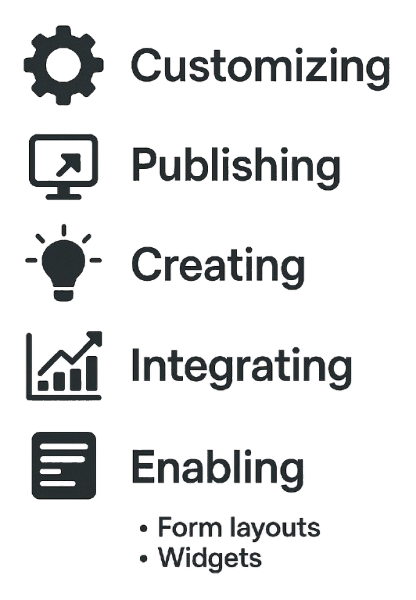 Customizing
Publishing
Creating
Integrating
Enabling
• Form layouts
• Widgets